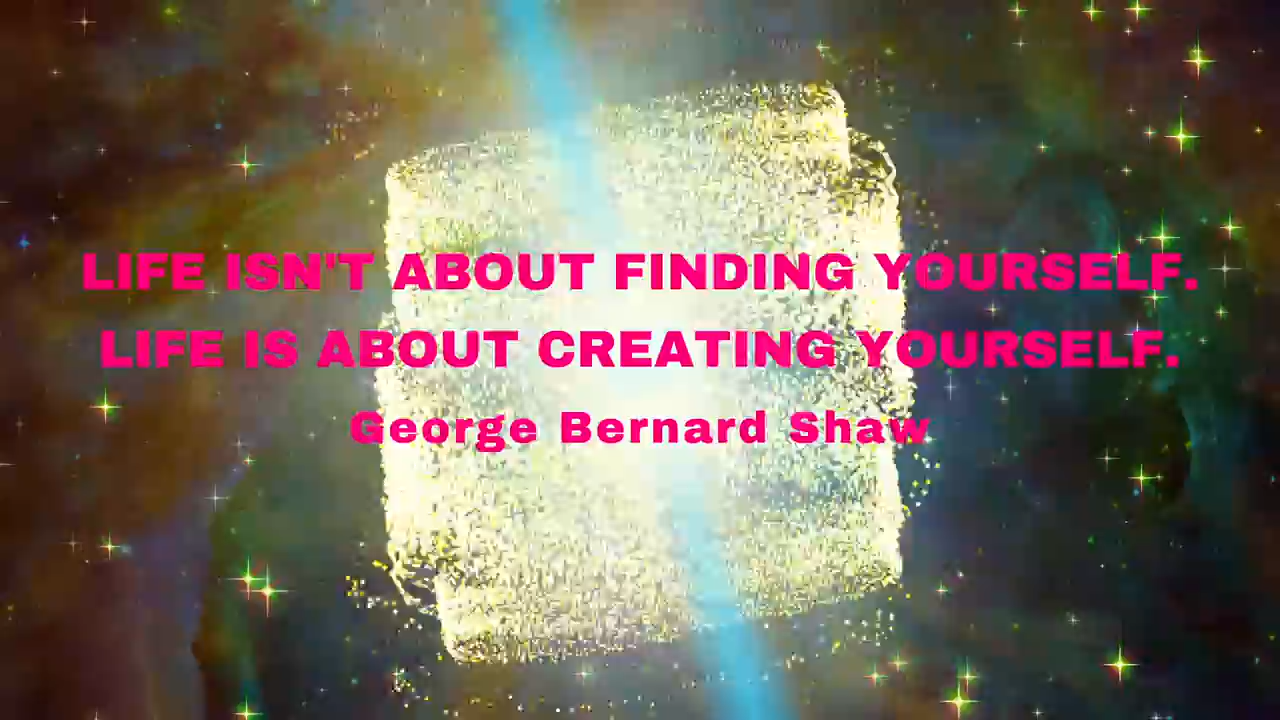 LIFE ISN'T ABOUT FINDING YOURSELF.
LIFE IS ABOUT CREATING YOURSELF.
George Bernard Shaw